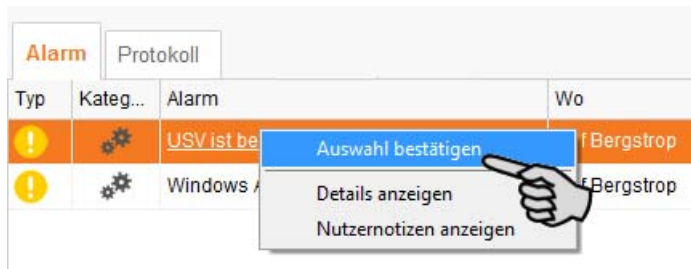 Alarm Protokoll
Typ Kateg... Alarm Wo
USV ist be f Bergstrop
Auswahl bestätigen
Windows Bergstrop
Details anzeigen
Nutzernotizen anzeigen